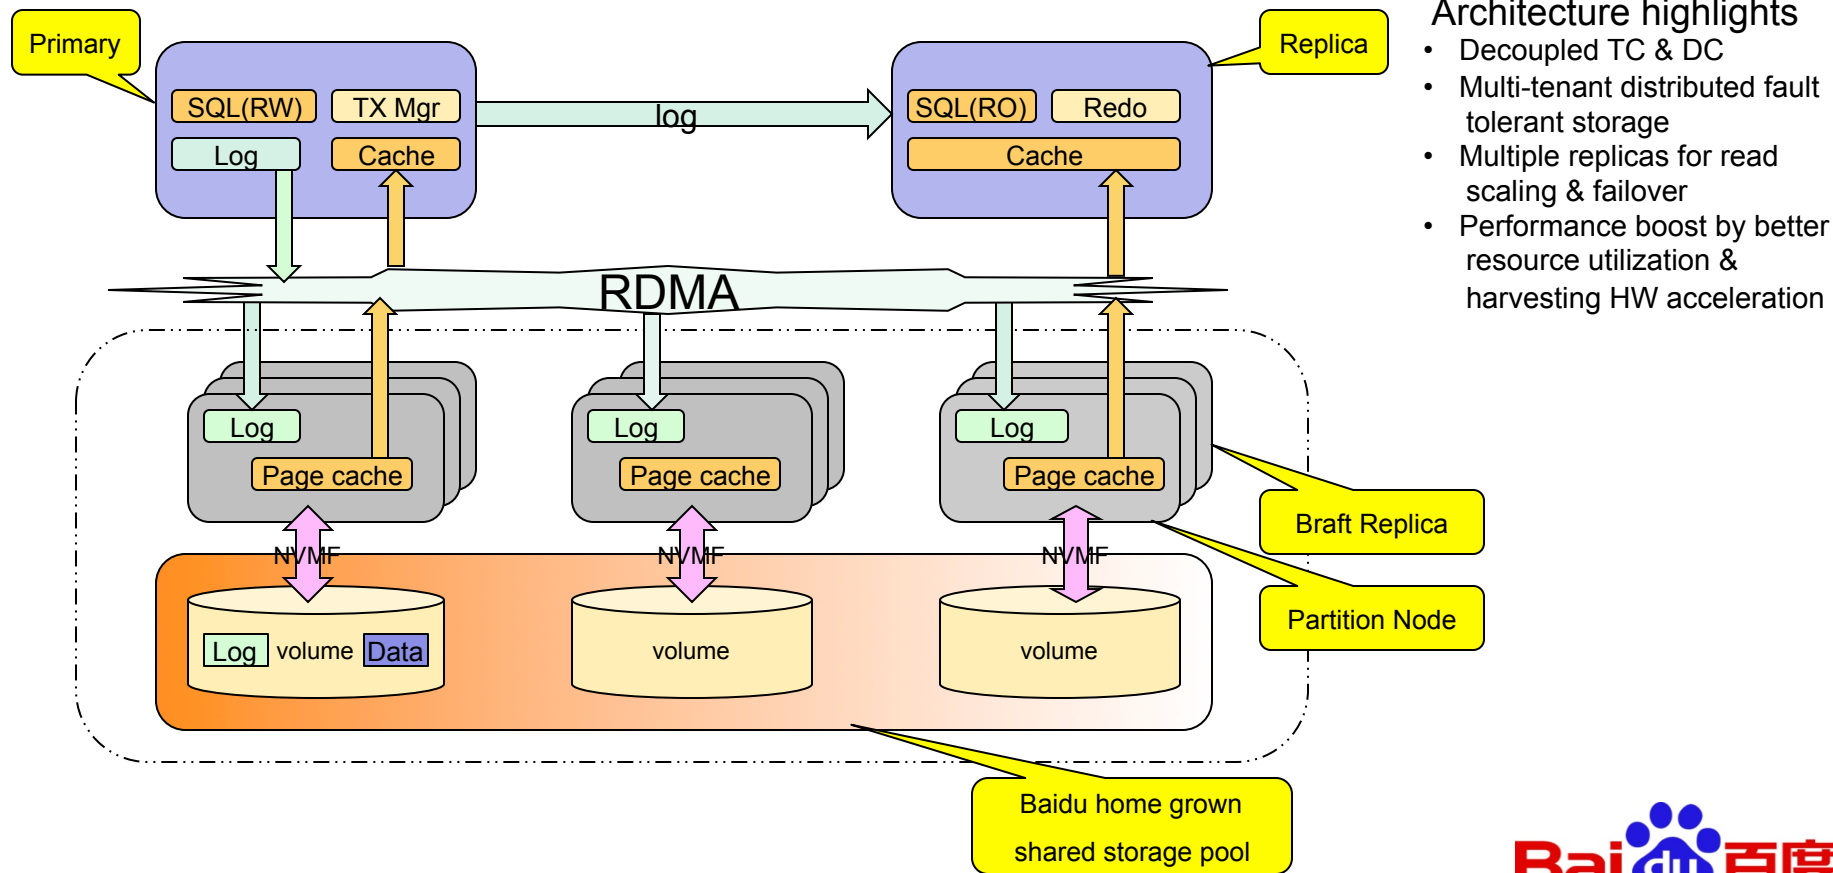 Architecture highlights
Primary
Replica
• Decoupled TC & DC
• Multi-tenant distributed fault
tolerant storage
• Multiple replicas for read
scaling & failover
• Performance boost by better
resource utilization &
harvesting HW acceleration
SQL(RW)
TX Mgr
Log
Cache
log
SQL(RO)
Redo
Cache
RDMA
Log
Page cache
Log
Page cache
Log
Page cache
Braft Replica
NVMF
NVMF
NVMF
Partition Node
Log
volume
Data
volume
volume
Baidu home grown
shared storage pool
Bai du 百度